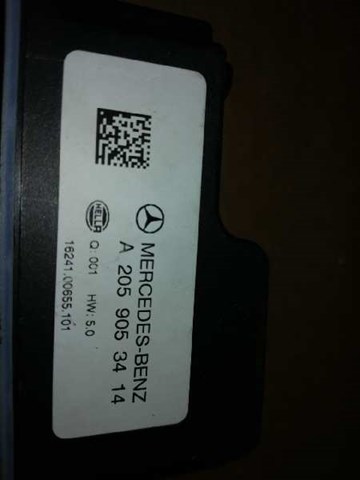 MERCEDES-BENZ
A 205 905 34 14
HELLA Q: 001 HW: 5.0
16241.00655.101